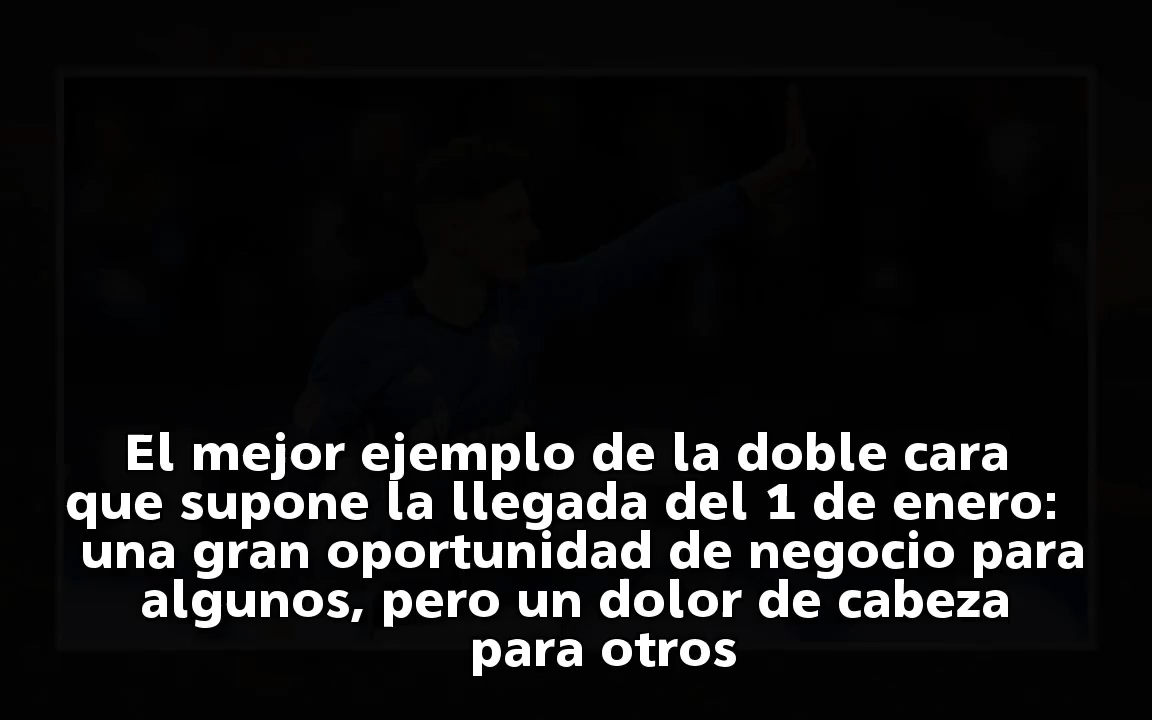 El mejor ejemplo de la doble cara
que supone la llegada del 1 de enero:
una gran oportunidad de negocio para
algunos, pero un dolor de cabeza
para otros